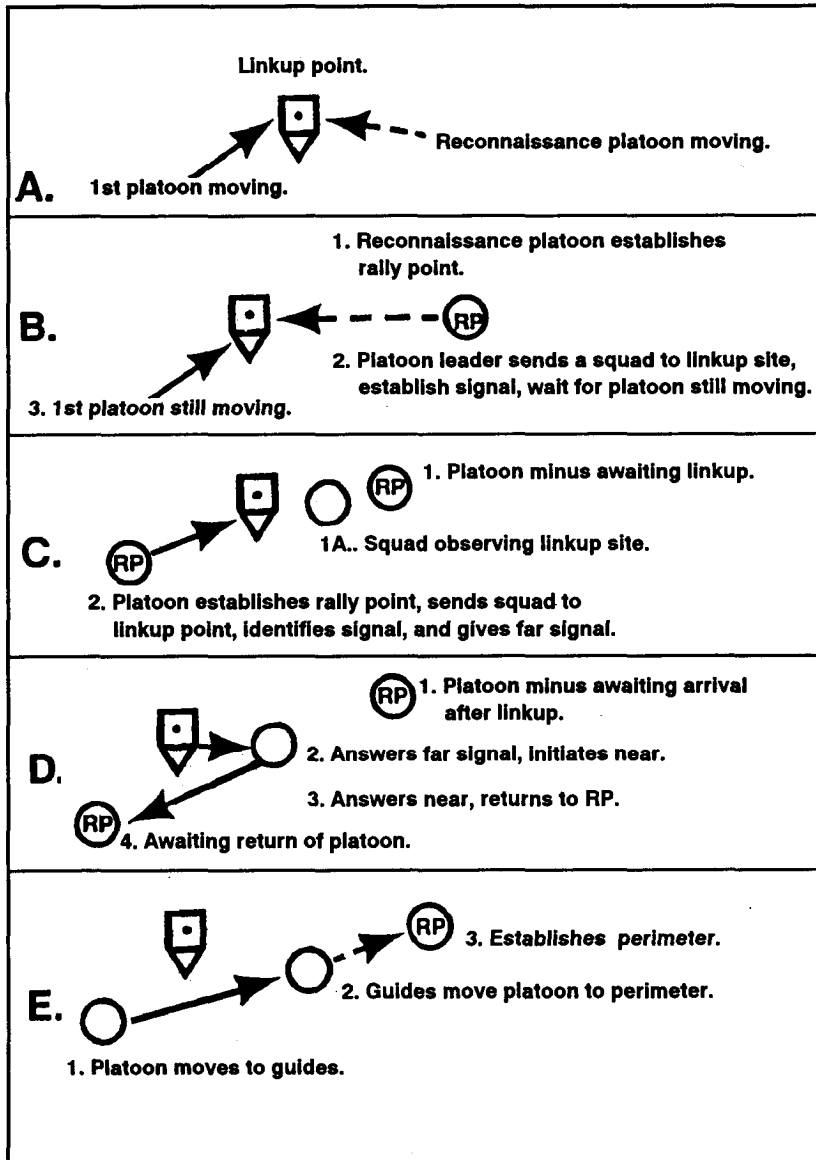 Linkup point.
Reconnaissance platoon moving.
1st platoon moving.
A.
1. Reconnaissance platoon establishes
rally point.
B.
RP
2. Platoon leader sends a squad to linkup site,
establish signal, wait for platoon still moving.
3. 1st platoon still moving.
RP
1. Platoon minus awaiting linkup.
1A.. Squad observing linkup site.
C.
RP
2. Platoon establishes rally point, sends squad to
linkup point, identifies signal, and gives far signal.
RP
1. Platoon minus awaiting arrival
after linkup.
D.
2. Answers far signal, initiates near.
3. Answers near, returns to RP.
RP
4. Awaiting return of platoon.
RP
3. Establishes perimeter.
2. Guides move platoon to perimeter.
E.
1. Platoon moves to guides.